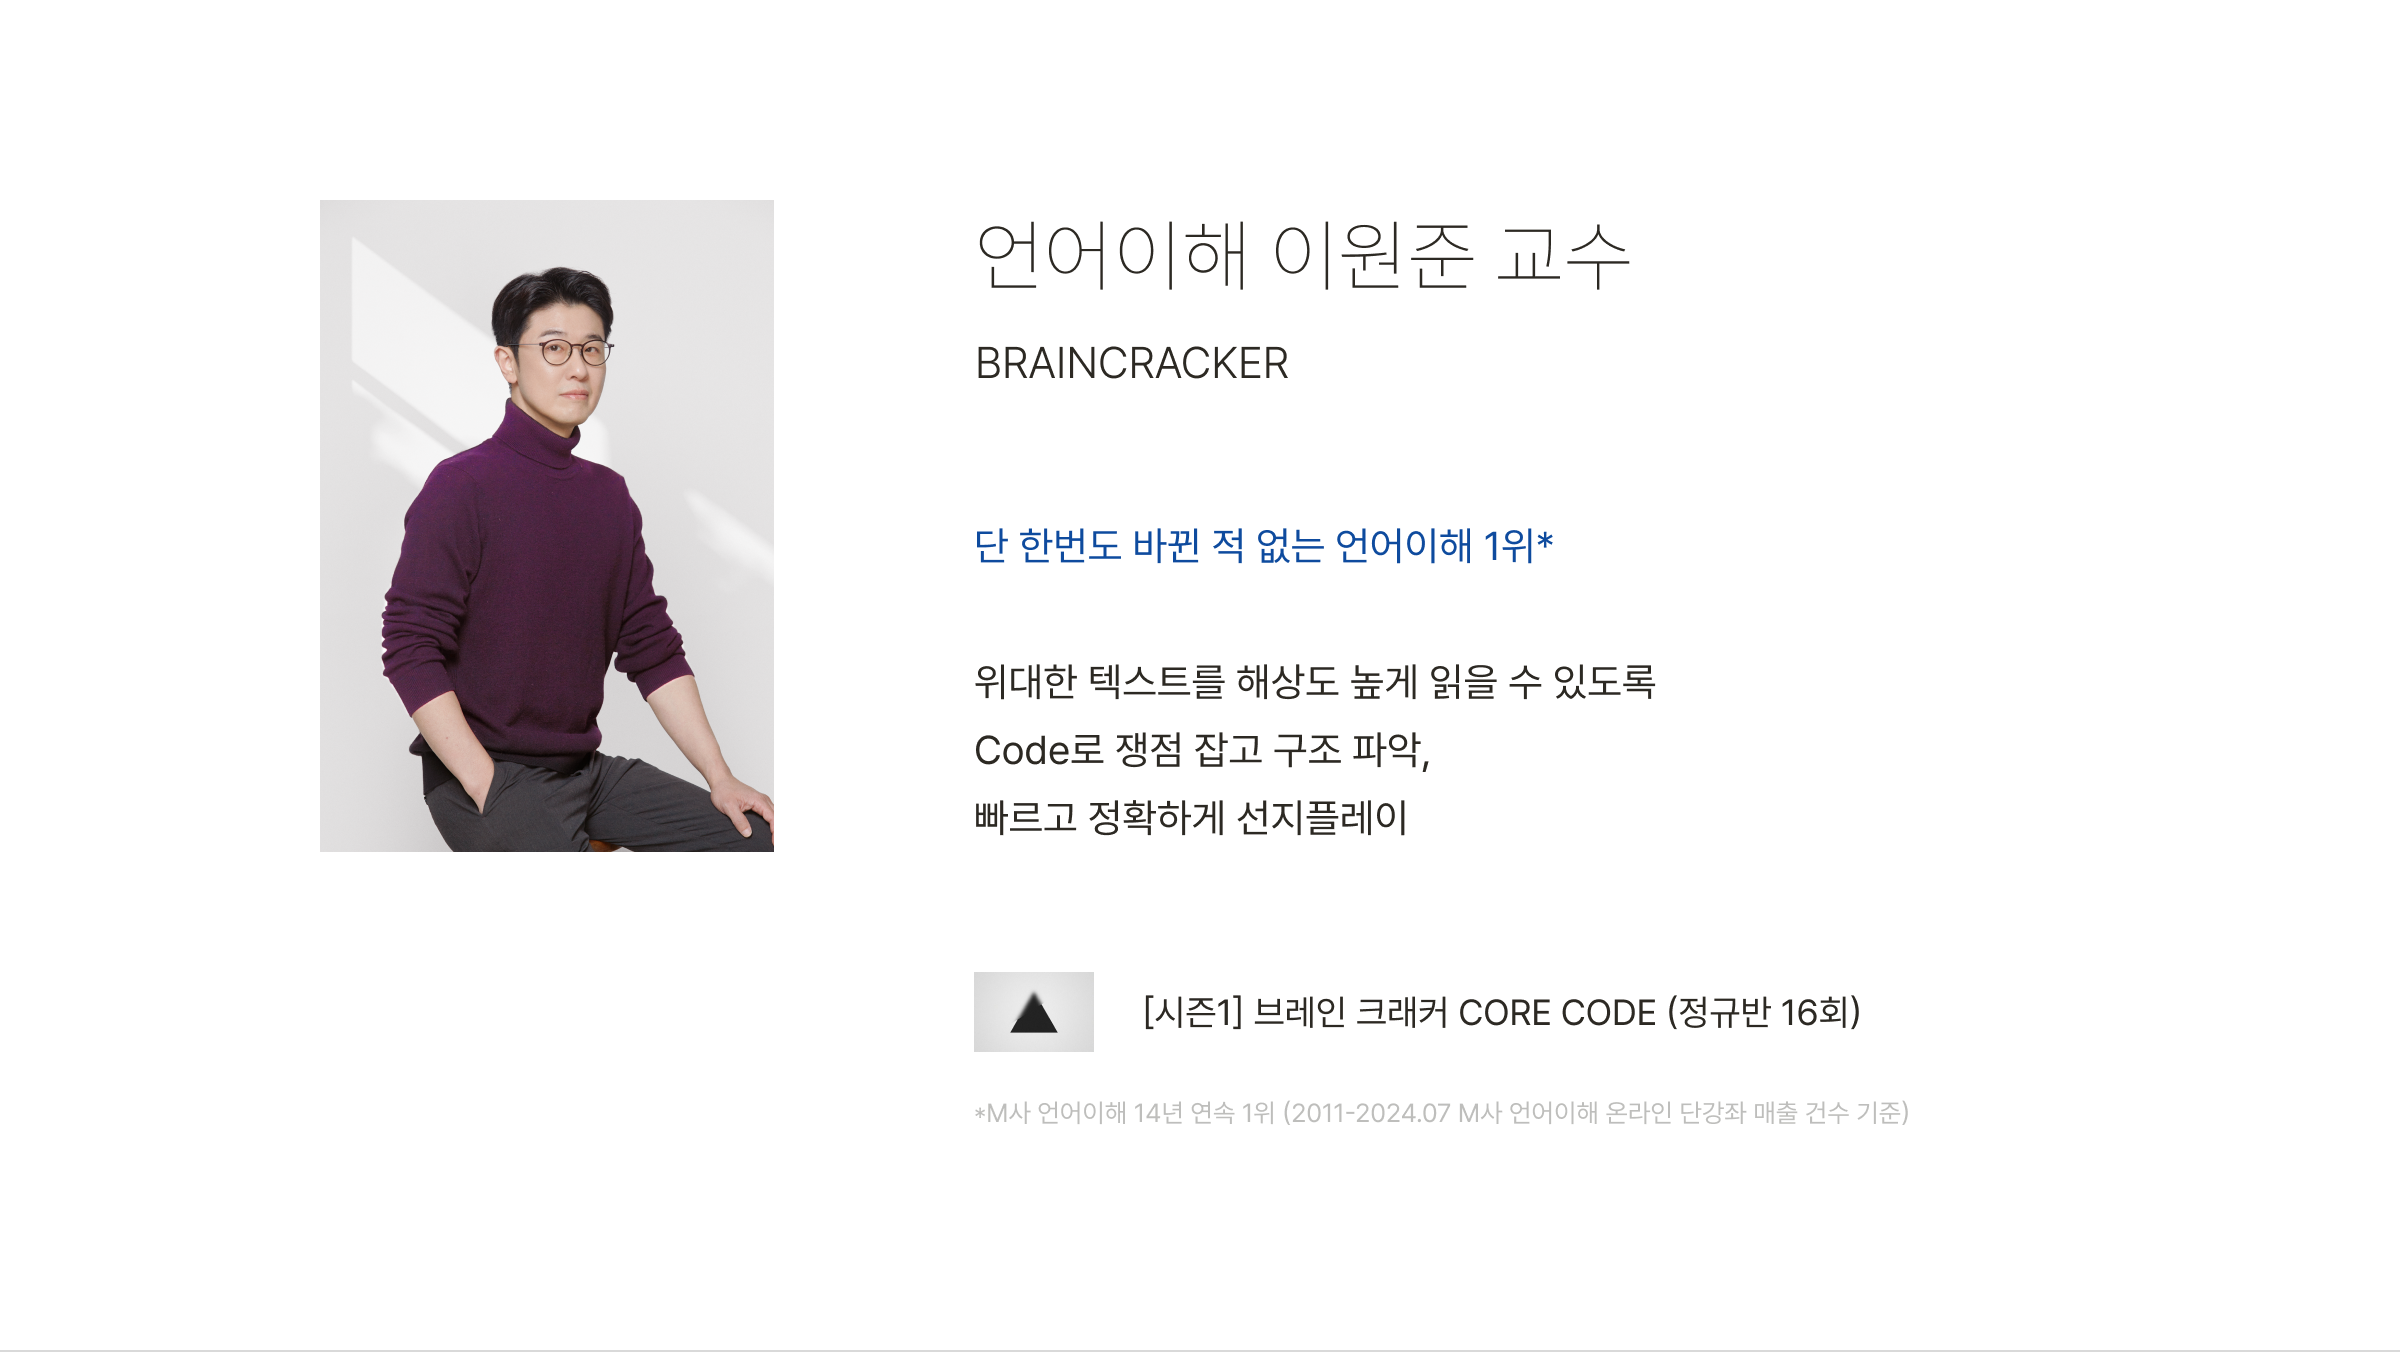 언어이해 이원준 교수
BRAINCRACKER
단 한번도 바뀐 적 없는 언어이해 1위*
위대한 텍스트를 해상도 높게 읽을 수 있도록
Code로 쟁점 잡고 구조 파악,
빠르고 정확하게 선지플레이
[시즌1] 브레인 크래커 CORE CODE (정규반 16회)
*M사 언어이해 14년 연속 1위 (2011-2024.07 M사 언어이해 온라인 단강좌 매출 건수 기준)